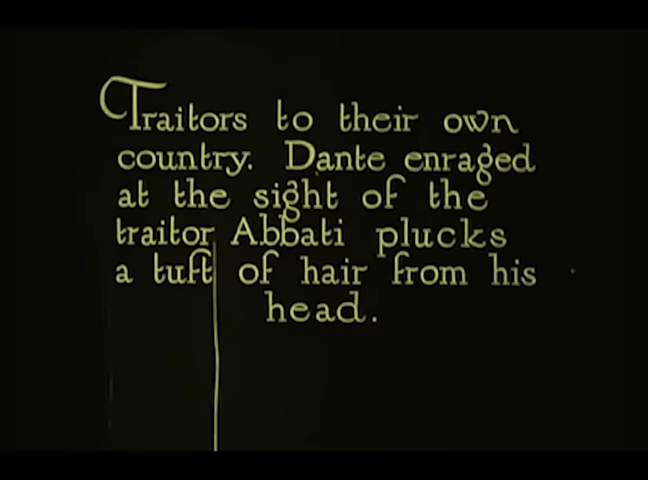 Traitors to their own
country. Dante enraged
at the sight of the
traitor Abbati plucks
a tuft of hair from his
head.